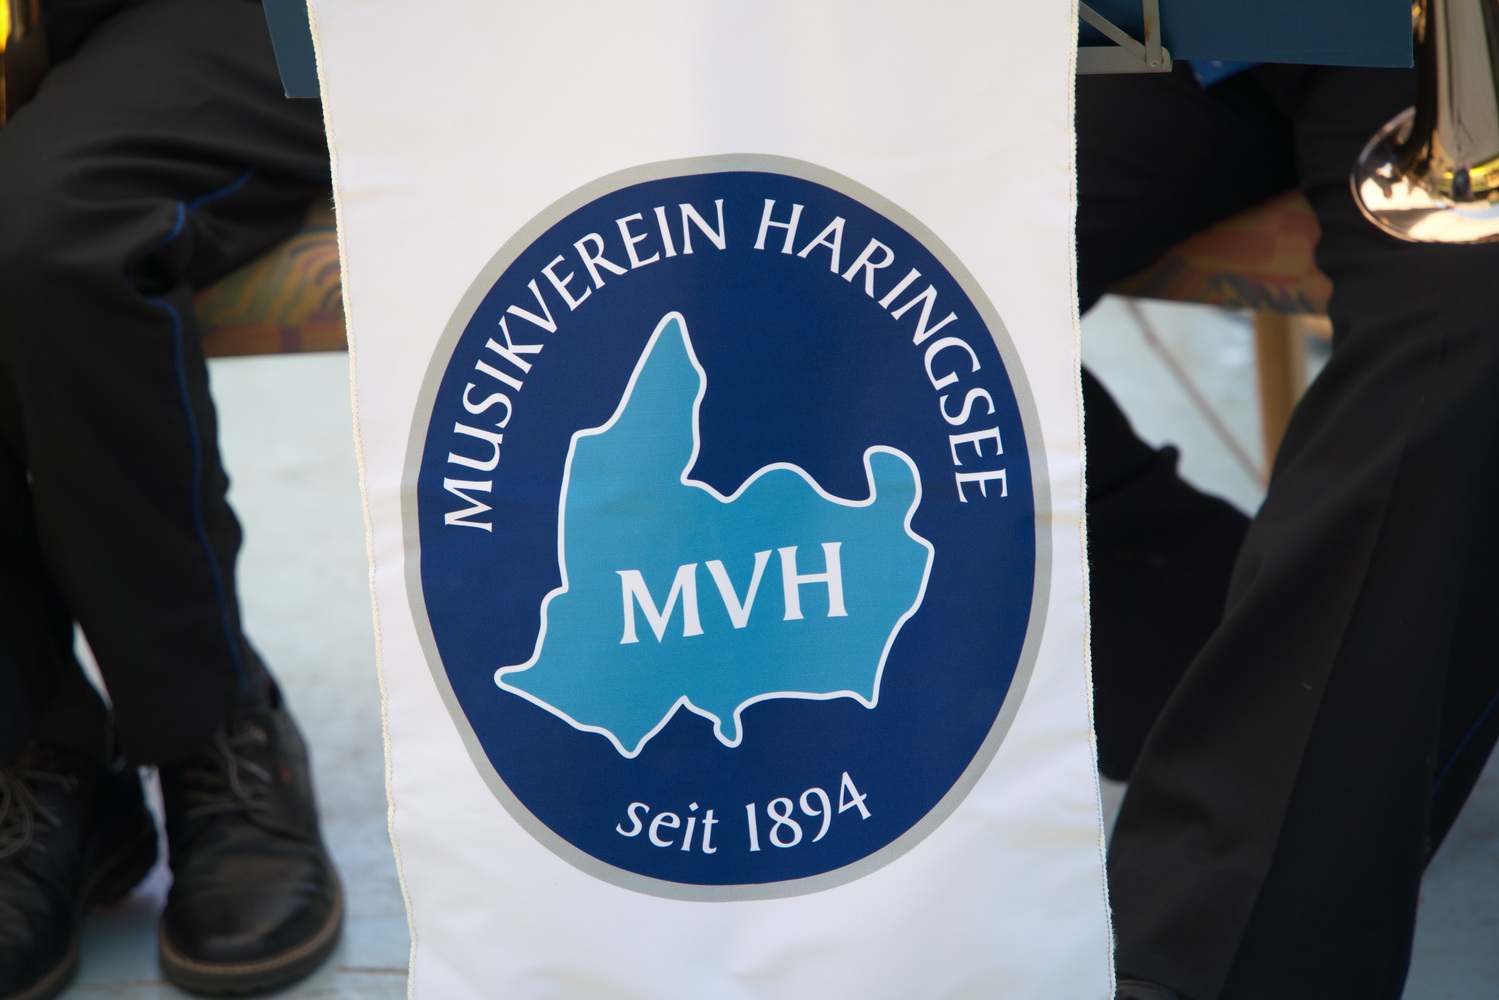 MUSIKVEREIN HARINGSEE
MVH
seit 1894